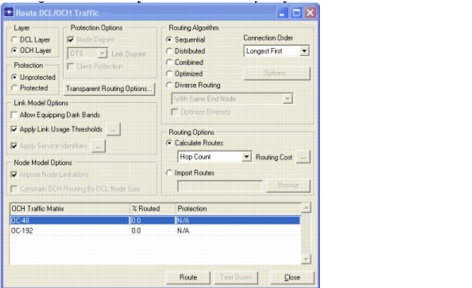 Route DCL/OCH Traffic
Layer
DCL Layer
OCH Layer
Protection
Unprotected
Protected
Protection Options
Node Disjoint
OTS
Link Disjoint
Client Protection
Transparent Routing Options...
Link Model Options
Allow Equipping Dark Bands
Apply Link Usage Thresholds ...
Apply Service Identifiers ...
Node Model Options
Impose Node Limitations
Constrain OCH Routing By DCL Node Size
Routing Algorithm
Sequential
Distributed
Combined
Optimized
Diverse Routing
With Same End Node
Optimize Diversity
Connection Order
Longest First
Options
Routing Options
Calculate Routes
Hop Count
Routing Cost ...
Import Routes
Browse
OCH Traffic Matrix % Routed Protection
OC-48 0.0 N/A
OC-192 0.0 N/A
Route Tear Down Close